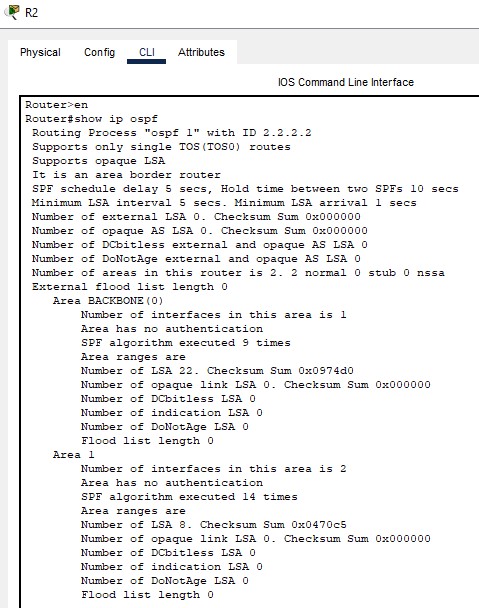 R2
Physical Config CLI Attributes
IOS Command Line Interface
Router>en
Router#show ip ospf
Routing Process "ospf 1" with ID 2.2.2.2
Supports only single TOS(TOS0) routes
Supports opaque LSA
It is an area border router
SPF schedule delay 5 secs, Hold time between two SPFs 10 secs
Minimum LSA interval 5 secs. Minimum LSA arrival 1 secs
Number of external LSA 0. Checksum Sum 0x000000
Number of opaque AS LSA 0. Checksum Sum 0x000000
Number of DCbitless external and opaque AS LSA 0
Number of DoNotAge external and opaque AS LSA 0
Number of areas in this router is 2. 2 normal 0 stub 0 nssa
External flood list length 0
Area BACKBONE(0)
Number of interfaces in this area is 1
Area has no authentication
SPF algorithm executed 9 times
Area ranges are
Number of LSA 22. Checksum Sum 0x0974d0
Number of opaque link LSA 0. Checksum Sum 0x000000
Number of DCbitless LSA 0
Number of indication LSA 0
Number of DoNotAge LSA 0
Flood list length 0
Area 1
Number of interfaces in this area is 2
Area has no authentication
SPF algorithm executed 14 times
Area ranges are
Number of LSA 8. Checksum Sum 0x0470c5
Number of opaque link LSA 0. Checksum Sum 0x000000
Number of DCbitless LSA 0
Number of indication LSA 0
Number of DoNotAge LSA 0
Flood list length 0